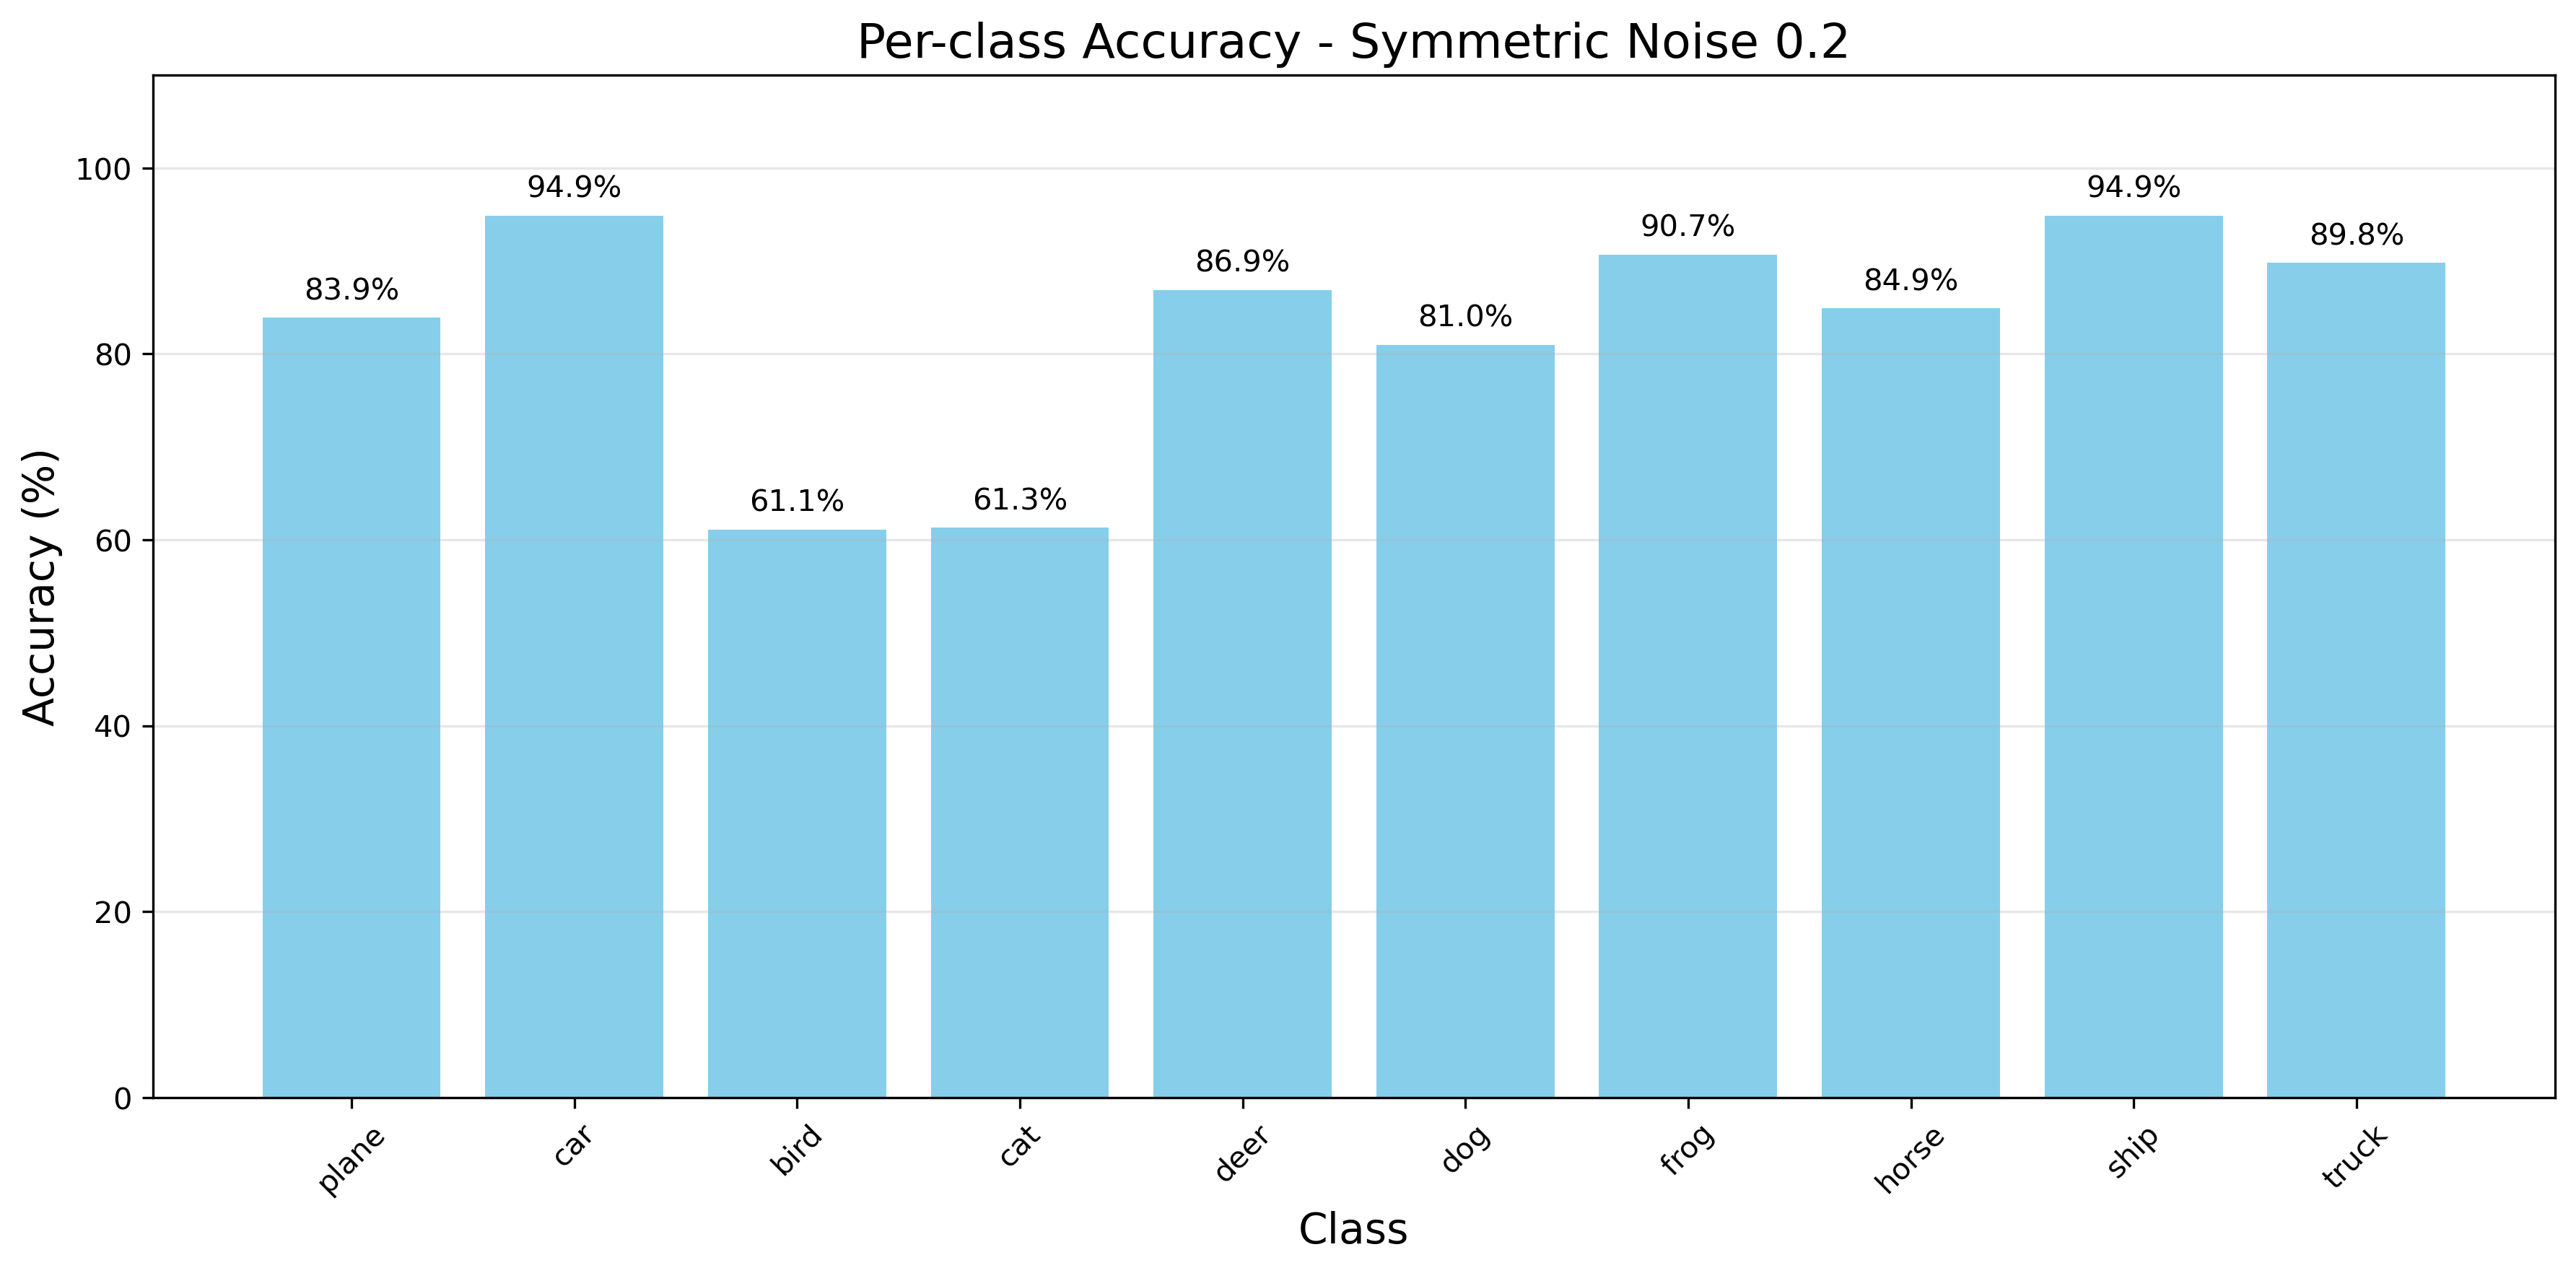 Per-class Accuracy - Symmetric Noise 0.2
Accuracy (%)
100
80
60
40
20
0
83.9%
94.9%
61.1%
61.3%
86.9%
81.0%
90.7%
84.9%
94.9%
89.8%
plane
car
bird
cat
deer
dog
frog
horse
ship
truck
Class